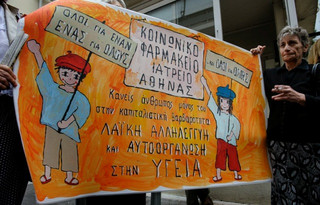 ΟΛΟΙ ΓΙΑ ΕΝΑΝ
ΕΝΑΣ ΓΙΑ ΟΛΟΥΣ
ΚΟΙΝΩΝΙΚΟ
ΦΑΡΜΑΚΕΙΟ
ΙΑΤΡΕΙΟ
ΑΘΗΝΑΣ
Κανείς άνθρωπος μόνος του
στην καπιταλιστική βαρβαρότητα
ΛΑΪΚΗ ΑΛΛΗΛΕΓΓΥΗ
και ΑΥΤΟΟΡΓΑΝΩΣΗ
ΣΤΗΝ ΥΓΕΙΑ